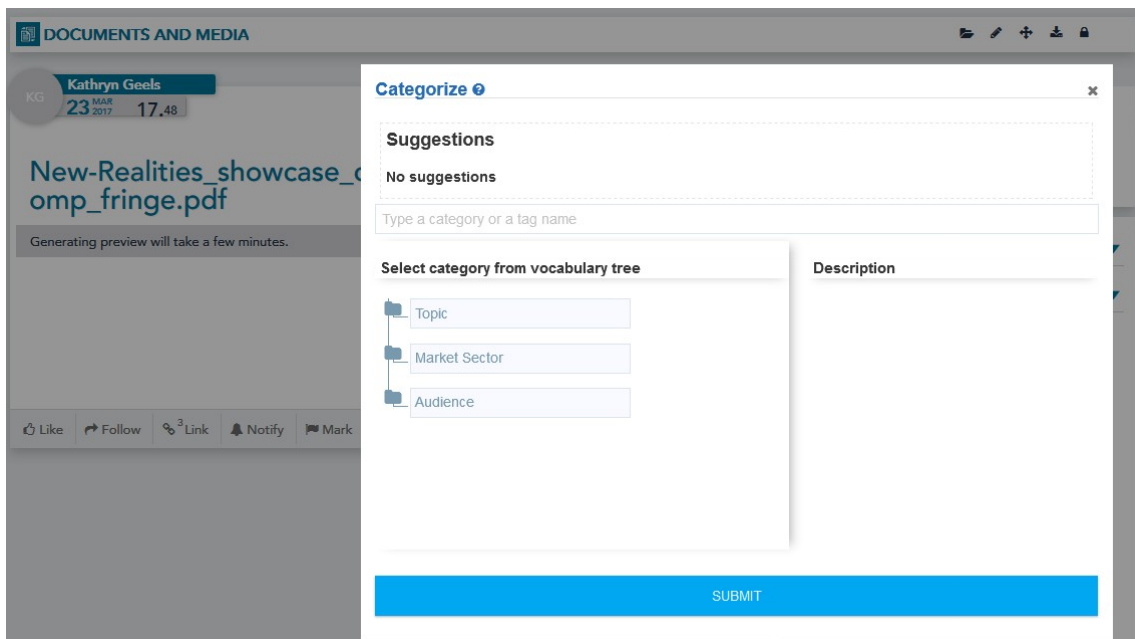 DOCUMENTS AND MEDIA
KG
Kathryn Geels
23 MAR 2017 17.48
New-Realities_showcase_c
omp_fringe.pdf
Generating preview will take a few minutes.
Like Follow 3 Link Notify Mark
Categorize ?
×
Suggestions
No suggestions
Type a category or a tag name
Select category from vocabulary tree
Topic
Market Sector
Audience
Description
SUBMIT